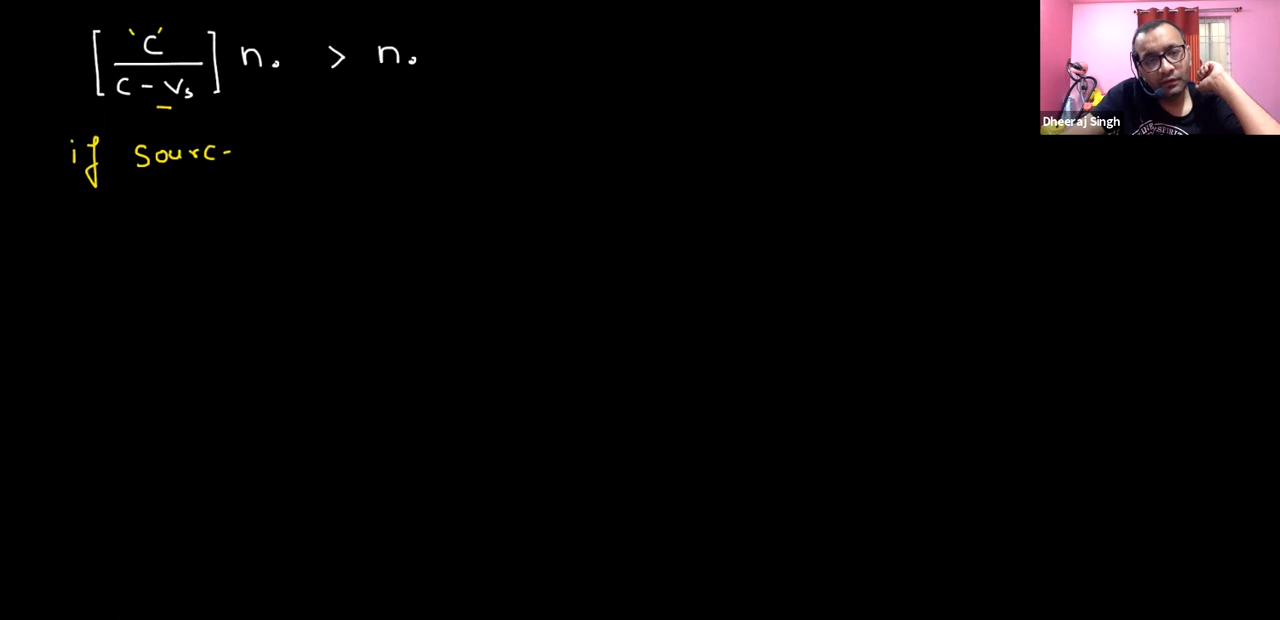 [ 'C' / C - Vs ] n₀ > n₀
if Sourc-
Dheeraj Singh